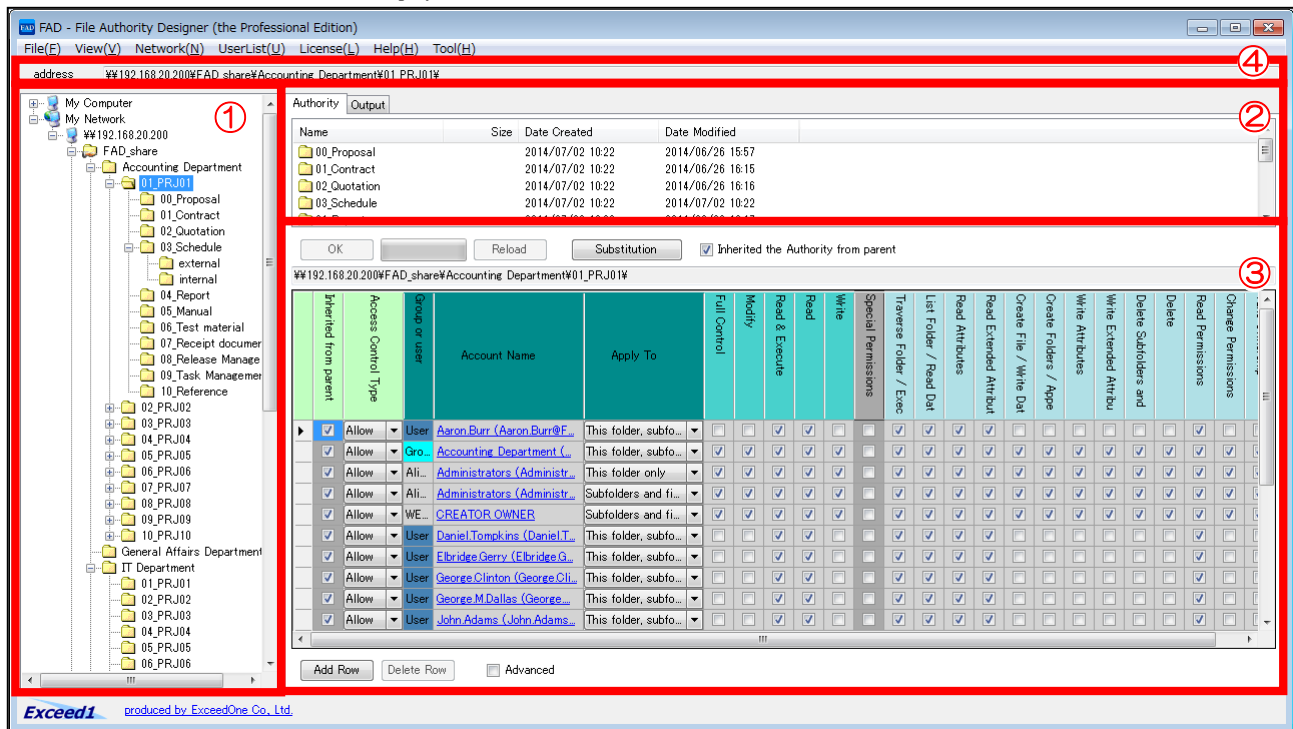 FAD - File Authority Designer (the Professional Edition)
File(F) View(V) Network(N) UserList(U) License(L) Help(H) Tool(H)
address ¥¥192.168.20.200¥FAD_share¥Accounting Department¥01_PRJ01¥
④
①
My Computer
My Network
¥¥192.168.20.200
FAD_share
Accounting Department
01_PRJ01
00_Proposal
01_Contract
02_Quotation
03_Schedule
external
internal
04_Report
05_Manual
06_Test material
07_Receipt documer
08_Release Manage
09_Task Managemer
10_Reference
02_PRJ02
03_PRJ03
04_PRJ04
05_PRJ05
06_PRJ06
07_PRJ07
08_PRJ08
09_PRJ09
10_PRJ10
General Affairs Department
IT Department
01_PRJ01
02_PRJ02
03_PRJ03
04_PRJ04
05_PRJ05
06_PRJ06
Authority Output
②
Name Size Date Created Date Modified
00_Proposal 2014/07/02 10:22 2014/06/26 15:57
01_Contract 2014/07/02 10:22 2014/06/26 16:15
02_Quotation 2014/07/02 10:22 2014/06/26 16:16
03_Schedule 2014/07/02 10:22 2014/07/02 10:22
OK Reload Substitution Inherited the Authority from parent
¥¥192.168.20.200¥FAD_share¥Accounting Department¥01_PRJ01¥
③
Inherited from parent
Access Control Type
Group or user
Account Name
Apply To
Full Control
Modify
Read & Execute
Read
Write
Special Permissions
Traverse Folder / Exec
List Folder / Read Dat
Read Attributes
Read Extended Attribut
Create File / Write Dat
Create Folders / Appe
Write Attributes
Write Extended Attribu
Delete Subfolders and
Delete
Read Permissions
Change Permissions
Allow User Aaron.Burr (Aaron.Burr@F... This folder, subfo...
Allow Gro... Accounting Department (... This folder, subfo...
Allow Ali... Administrators (Administr... This folder only
Allow Ali... Administrators (Administr... Subfolders and fi...
Allow WE... CREATOR OWNER Subfolders and fi...
Allow User Daniel.Tompkins (Daniel.T... This folder, subfo...
Allow User Elbridge.Gerry (Elbridge.G... This folder, subfo...
Allow User George.Clinton (George.Cli... This folder, subfo...
Allow User George.M.Dallas (George.... This folder, subfo...
Allow User John.Adams (John.Adams... This folder, subfo...
Add Row Delete Row Advanced
Exceed1 produced by ExceedOne Co, Ltd.